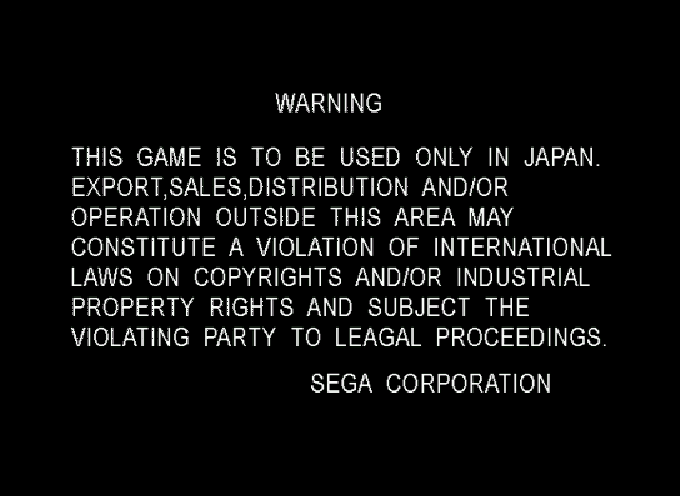 WARNING
THIS GAME IS TO BE USED ONLY IN JAPAN.
EXPORT,SALES,DISTRIBUTION AND/OR
OPERATION OUTSIDE THIS AREA MAY
CONSTITUTE A VIOLATION OF INTERNATIONAL
LAWS ON COPYRIGHTS AND/OR INDUSTRIAL
PROPERTY RIGHTS AND SUBJECT THE
VIOLATING PARTY TO LEAGAL PROCEEDINGS.
SEGA CORPORATION